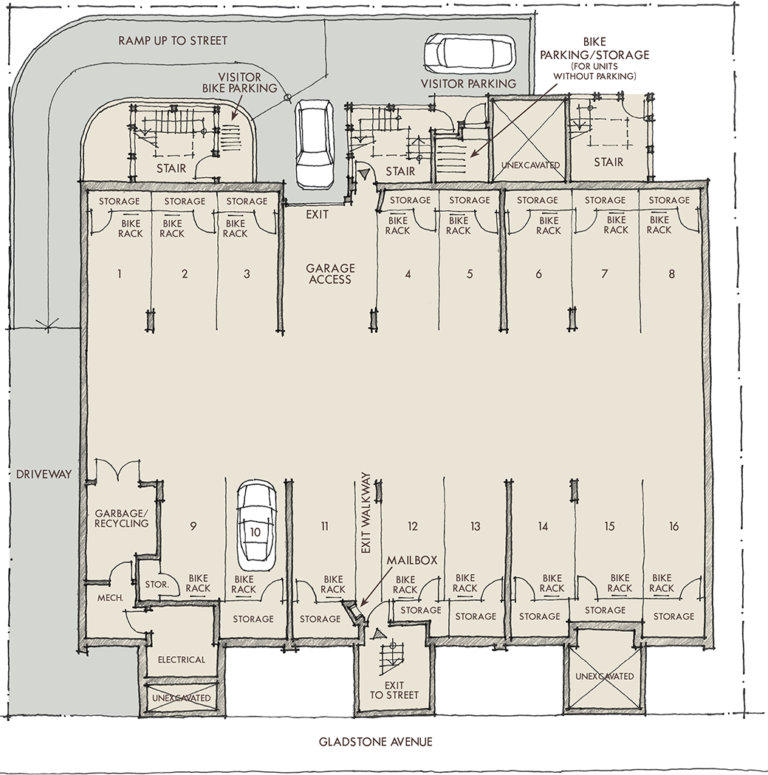 RAMP UP TO STREET
BIKE
PARKING/STORAGE
(FOR UNITS
WITHOUT PARKING)
VISITOR
BIKE PARKING
VISITOR PARKING
STAIR
STAIR
UNEXCAVATED
STAIR
STORAGE
STORAGE
STORAGE
EXIT
STORAGE
STORAGE
STORAGE
STORAGE
STORAGE
BIKE
RACK
BIKE
RACK
BIKE
RACK
BIKE
RACK
BIKE
RACK
BIKE
RACK
BIKE
RACK
BIKE
RACK
1
2
3
GARAGE
ACCESS
4
5
6
7
8
DRIVEWAY
GARBAGE/
RECYCLING
9
10
11
EXIT WALKWAY
12
13
14
15
16
MAILBOX
MECH.
STOR.
BIKE
RACK
BIKE
RACK
BIKE
RACK
BIKE
RACK
BIKE
RACK
BIKE
RACK
BIKE
RACK
BIKE
RACK
STORAGE
STORAGE
STORAGE
STORAGE
STORAGE
STORAGE
STORAGE
ELECTRICAL
UNEXCAVATED
EXIT
TO STREET
UNEXCAVATED
GLADSTONE AVENUE